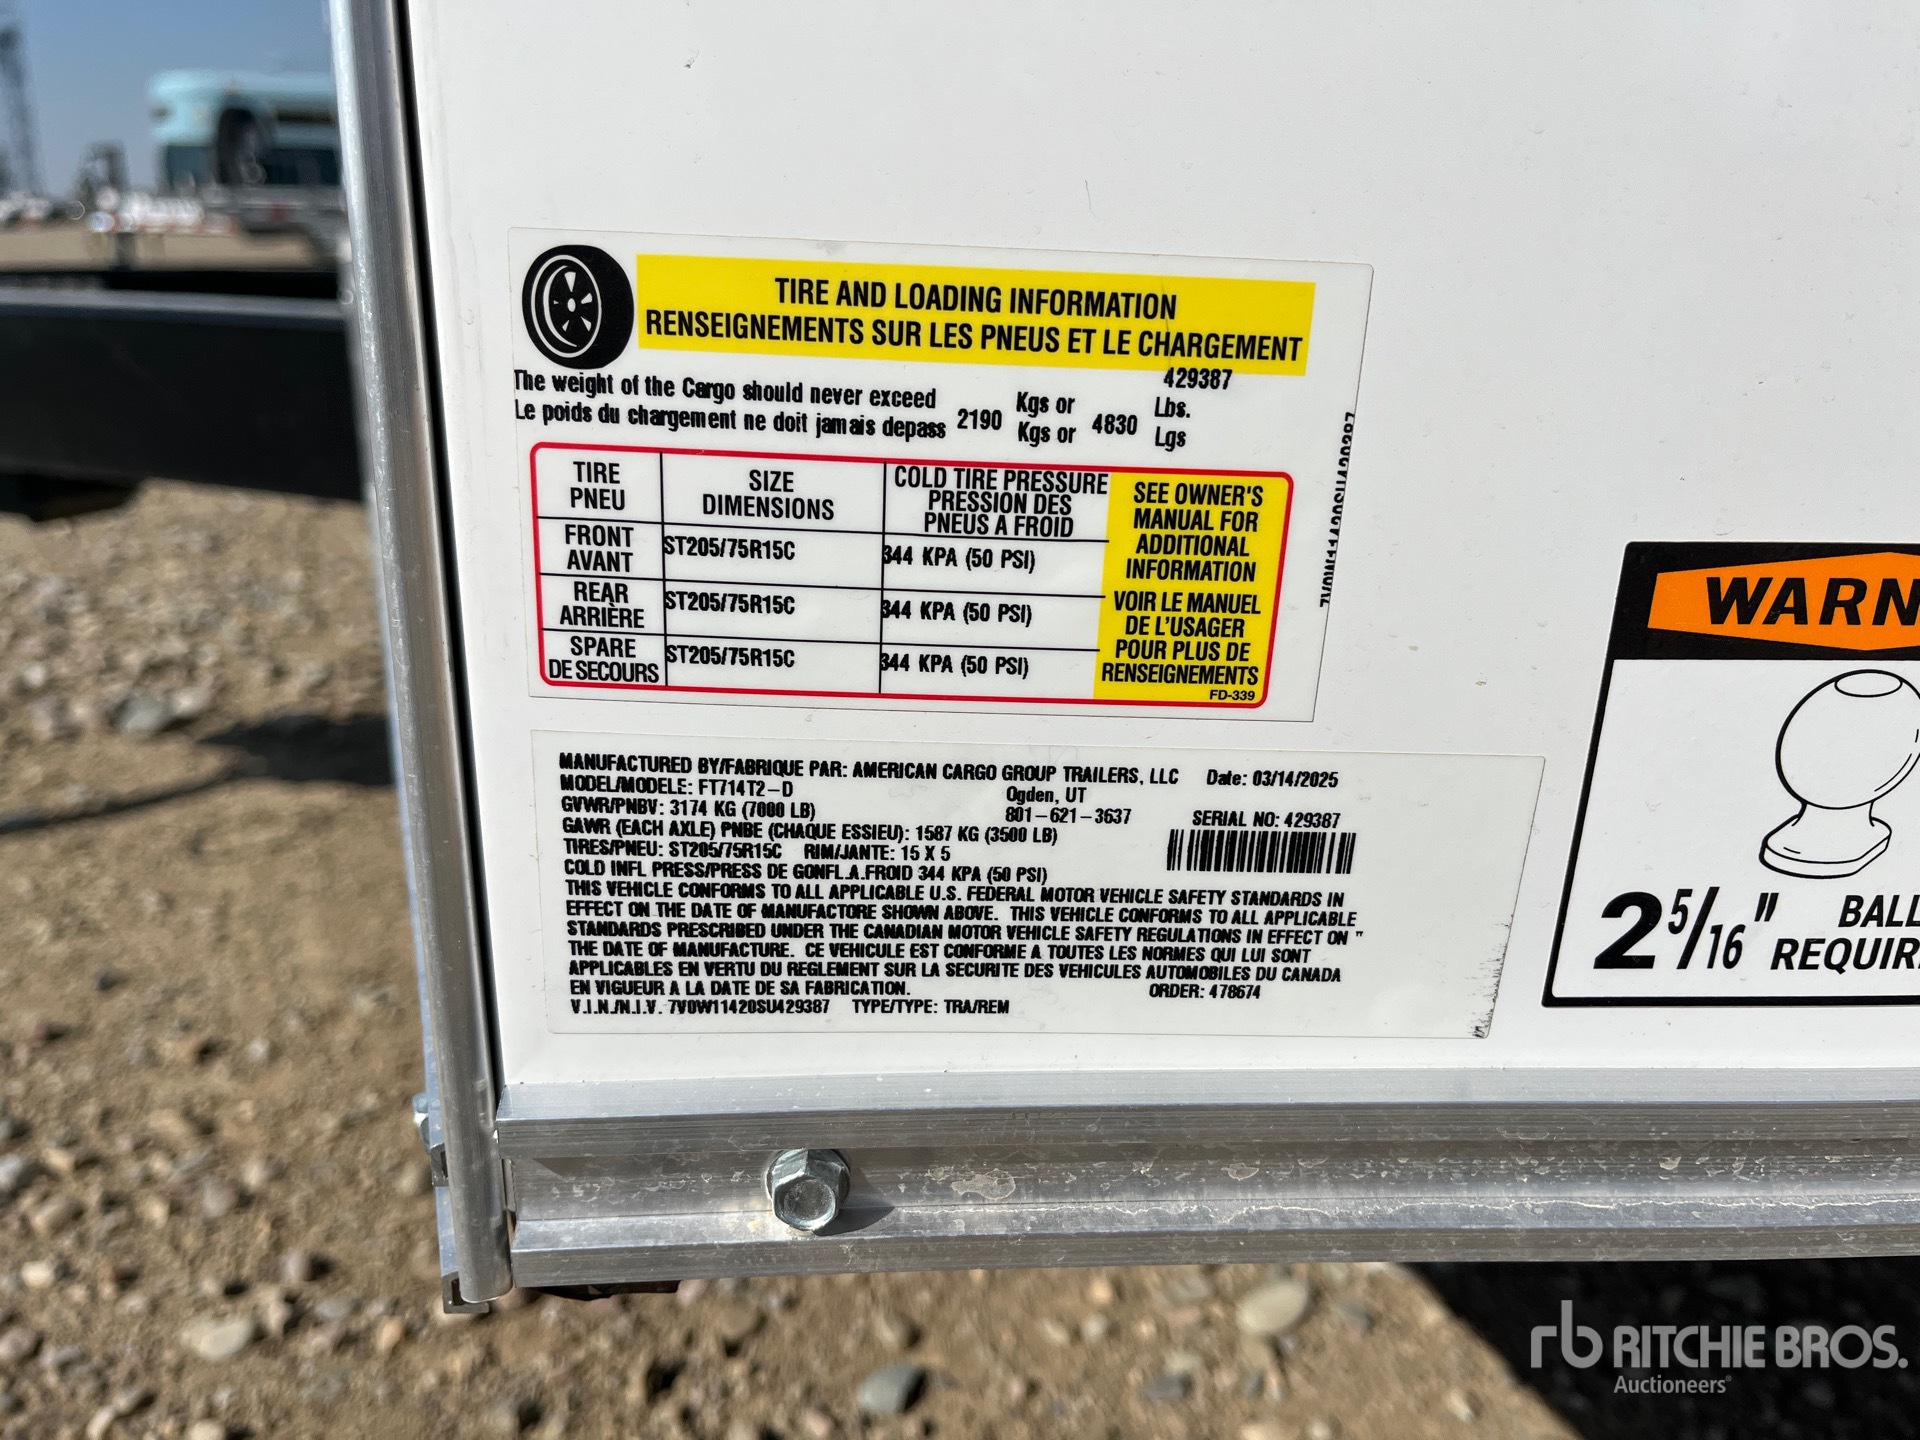 TIRE AND LOADING INFORMATION
RENSEIGNEMENTS SUR LES PNEUS ET LE CHARGEMENT
429387
The weight of the Cargo should never exceed 2190 Kgs or 4830 Lbs.
Le poids du chargement ne doit jamais depass Kgs or Lgs
TIRE PNEU
SIZE DIMENSIONS
COLD TIRE PRESSURE
PRESSION DES
PNEUS A FROID
FRONT AVANT ST205/75R15C 344 KPA (50 PSI)
REAR ARRIÈRE ST205/75R15C 344 KPA (50 PSI)
SPARE DE SECOURS ST205/75R15C 344 KPA (50 PSI)
SEE OWNER'S
MANUAL FOR
ADDITIONAL
INFORMATION
VOIR LE MANUEL
DE L'USAGER
POUR PLUS DE
RENSEIGNEMENTS
FD-339
MANUFACTURED BY/FABRIQUE PAR: AMERICAN CARGO GROUP TRAILERS, LLC Date: 03/14/2025
MODEL/MODELE: FT714T2-D Ogden, UT
GVWR/PNBV: 3174 KG (7000 LB) 801-621-3637 SERIAL NO: 429387
GAWR (EACH AXLE) PNBE (CHAQUE ESSIEU): 1587 KG (3500 LB)
TIRES/PNEU: ST205/75R15C RIM/JANTE: 15 X 5
COLD INFL PRESS/PRESS DE GONFL.A.FROID 344 KPA (50 PSI)
THIS VEHICLE CONFORMS TO ALL APPLICABLE U.S. FEDERAL MOTOR VEHICLE SAFETY STANDARDS IN
EFFECT ON THE DATE OF MANUFACTORE SHOWN ABOVE. THIS VEHICLE CONFORMS TO ALL APPLICABLE
STANDARDS PRESCRIBED UNDER THE CANADIAN MOTOR VEHICLE SAFETY REGULATIONS IN EFFECT ON "
THE DATE OF MANUFACTURE. CE VEHICULE EST CONFORME A TOUTES LES NORMES QUI LUI SONT
APPLICABLES EN VERTU DU REGLEMENT SUR LA SECURITE DES VEHICULES AUTOMOBILES DU CANADA
EN VIGUEUR A LA DATE DE SA FABRICATION. ORDER: 478674
V.I.N./N.I.V. 7V0W11420SU429387 TYPE/TYPE: TRA/REM
WARN
2 5/16" BALL
REQUIR
rb RITCHIE BROS.
Auctioneers